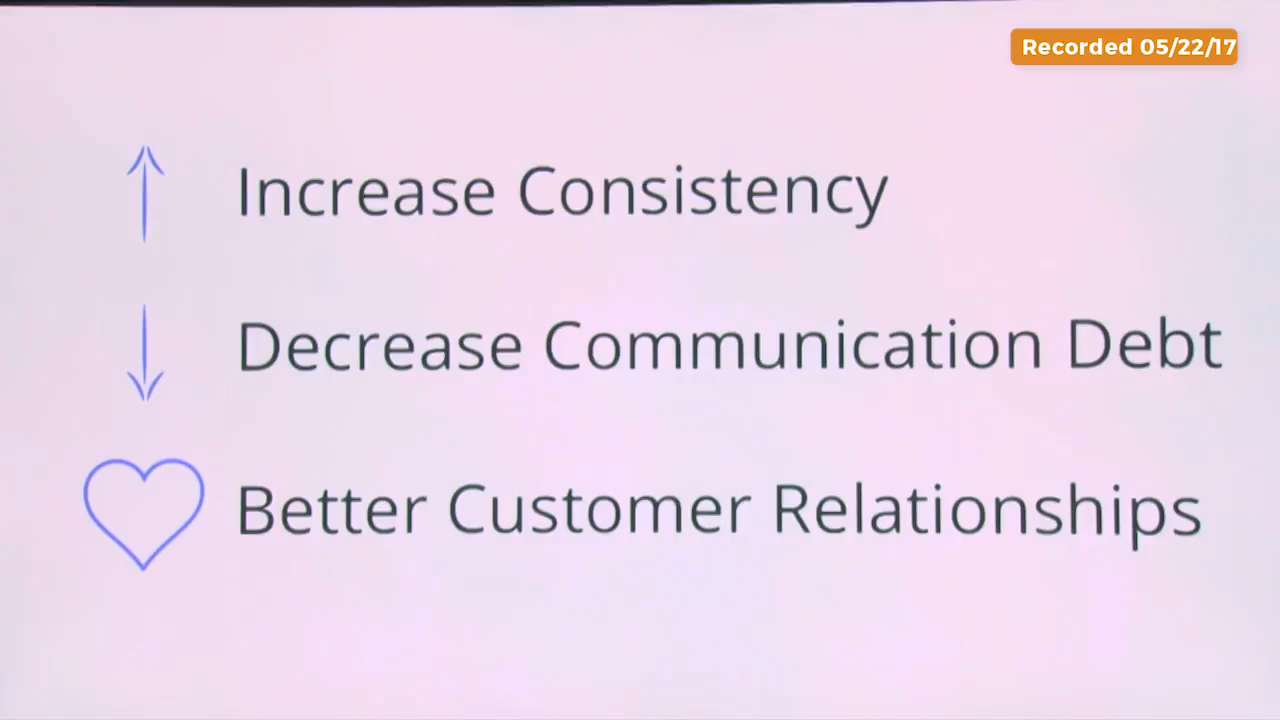 Recorded 05/22/17
Increase Consistency
Decrease Communication Debt
Better Customer Relationships